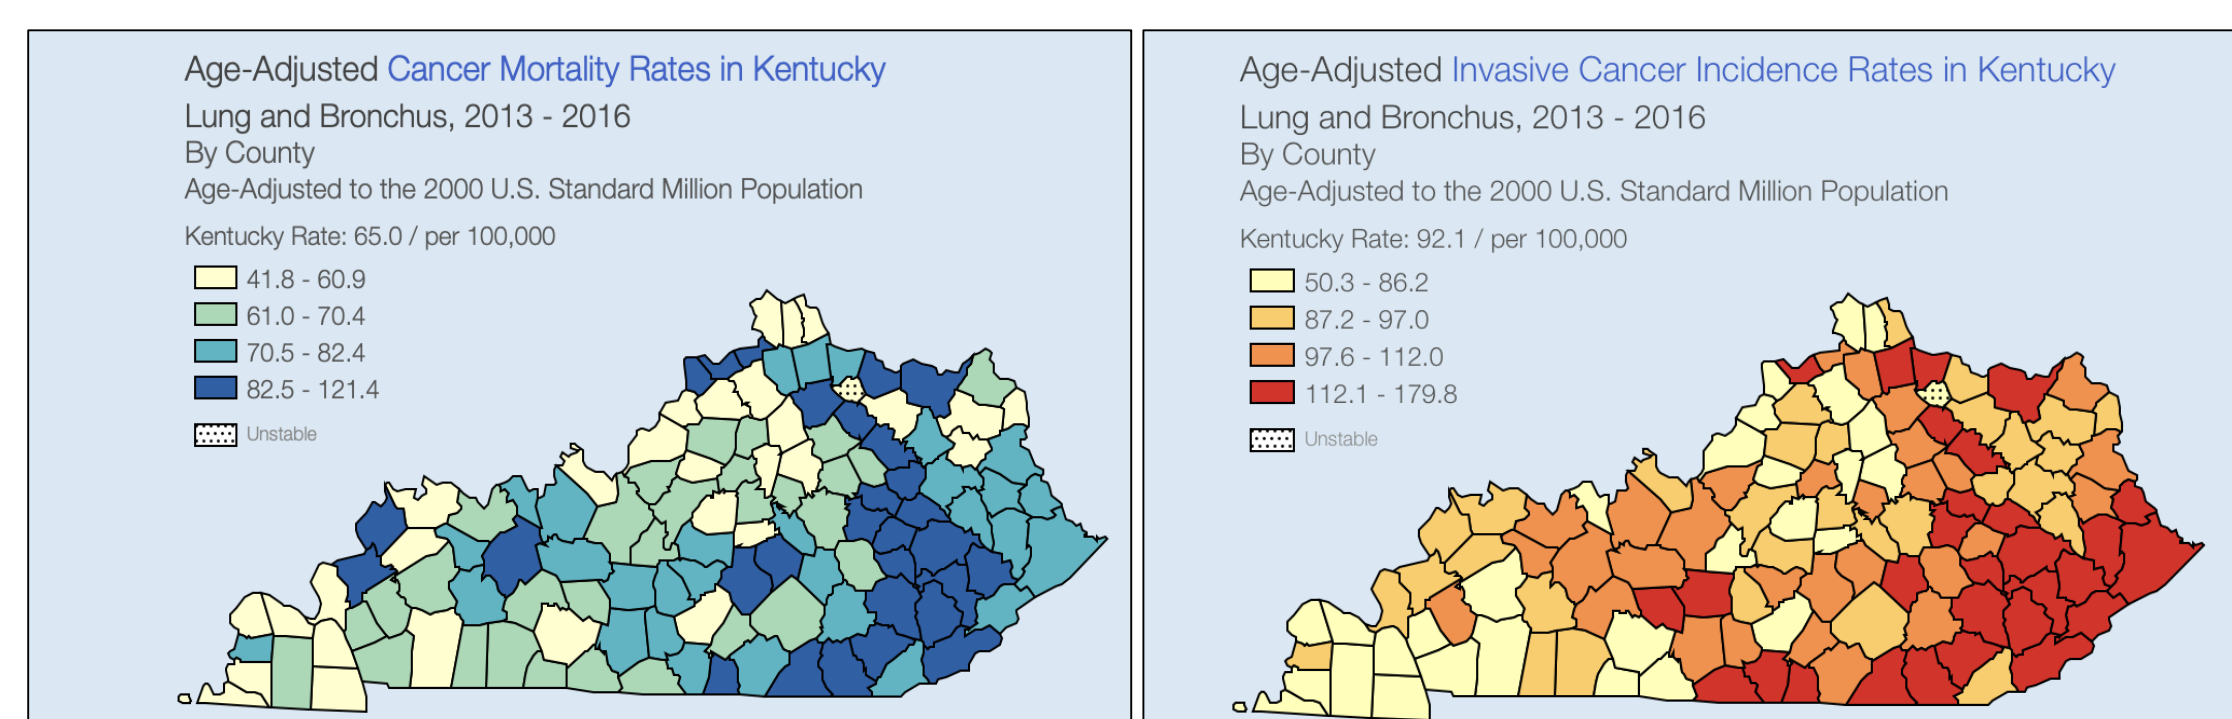 Age-Adjusted Cancer Mortality Rates in Kentucky
Lung and Bronchus, 2013 - 2016
By County
Age-Adjusted to the 2000 U.S. Standard Million Population
Kentucky Rate: 65.0 / per 100,000
41.8 - 60.9
61.0 - 70.4
70.5 - 82.4
82.5 - 121.4
Unstable
Age-Adjusted Invasive Cancer Incidence Rates in Kentucky
Lung and Bronchus, 2013 - 2016
By County
Age-Adjusted to the 2000 U.S. Standard Million Population
Kentucky Rate: 92.1 / per 100,000
50.3 - 86.2
87.2 - 97.0
97.6 - 112.0
112.1 - 179.8
Unstable